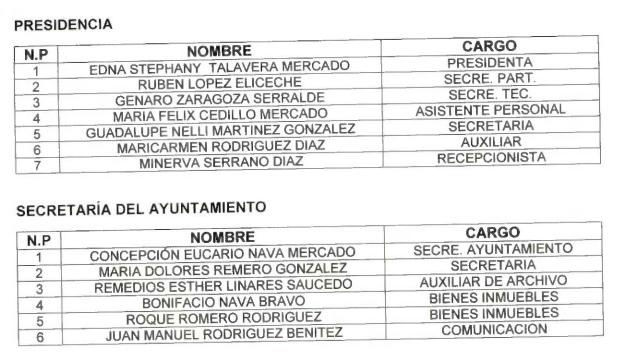 PRESIDENCIA
N.P NOMBRE CARGO
1 EDNA STEPHANY TALAVERA MERCADO PRESIDENTA
2 RUBEN LOPEZ ELICECHE SECRE. PART.
3 GENARO ZARAGOZA SERRALDE SECRE. TEC.
4 MARIA FELIX CEDILLO MERCADO ASISTENTE PERSONAL
5 GUADALUPE NELLI MARTINEZ GONZALEZ SECRETARIA
6 MARICARMEN RODRIGUEZ DIAZ AUXILIAR
7 MINERVA SERRANO DIAZ RECEPCIONISTA
SECRETARÍA DEL AYUNTAMIENTO
N.P NOMBRE CARGO
1 CONCEPCIÓN EUCARIO NAVA MERCADO SECRE. AYUNTAMIENTO
2 MARIA DOLORES REMERO GONZALEZ SECRETARIA
3 REMEDIOS ESTHER LINARES SAUCEDO AUXILIAR DE ARCHIVO
4 BONIFACIO NAVA BRAVO BIENES INMUEBLES
5 ROQUE ROMERO RODRIGUEZ BIENES INMUEBLES
6 JUAN MANUEL RODRIGUEZ BENITEZ COMUNICACION